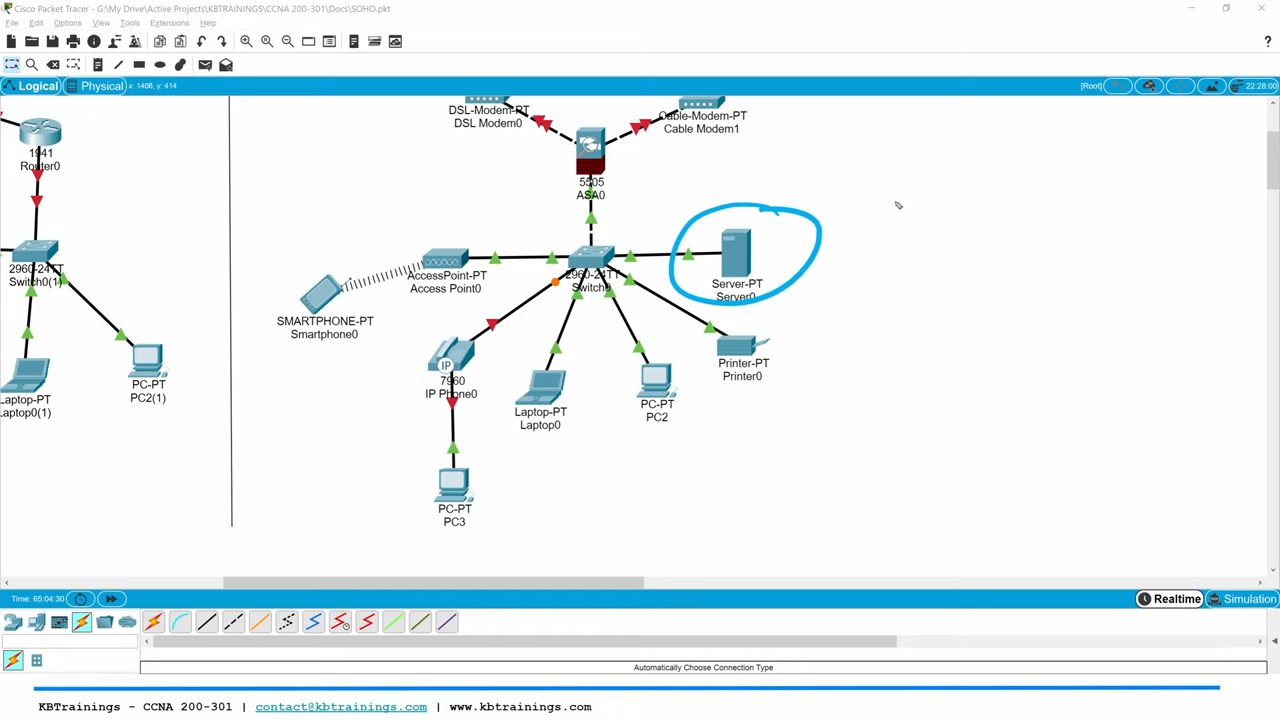 Cisco Packet Tracer - G:\My Drive\Active Projects\KBTRAININGS\CCNA 200-301\Docs\SOHO.pkt
File Edit Options View Tools Extensions Help
?
Logical Physical x: 1406, y: 414 [Root] 22:28:00
DSL-Modem-PT
DSL Modem0
Cable-Modem-PT
Cable Modem1
1941
Router0
5505
ASA0
2960-24TT
Switch0(1)
AccessPoint-PT
Access Point0
2960-24TT
Switch0
Server-PT
Server0
SMARTPHONE-PT
Smartphone0
IP
7960
IP Phone0
Printer-PT
Printer0
Laptop-PT
Laptop0(1)
PC-PT
PC2(1)
Laptop-PT
Laptop0
PC-PT
PC2
PC-PT
PC3
Time: 65:04:30 Realtime Simulation
Automatically Choose Connection Type
KBTrainings - CCNA 200-301 | contact@kbtrainings.com | www.kbtrainings.com